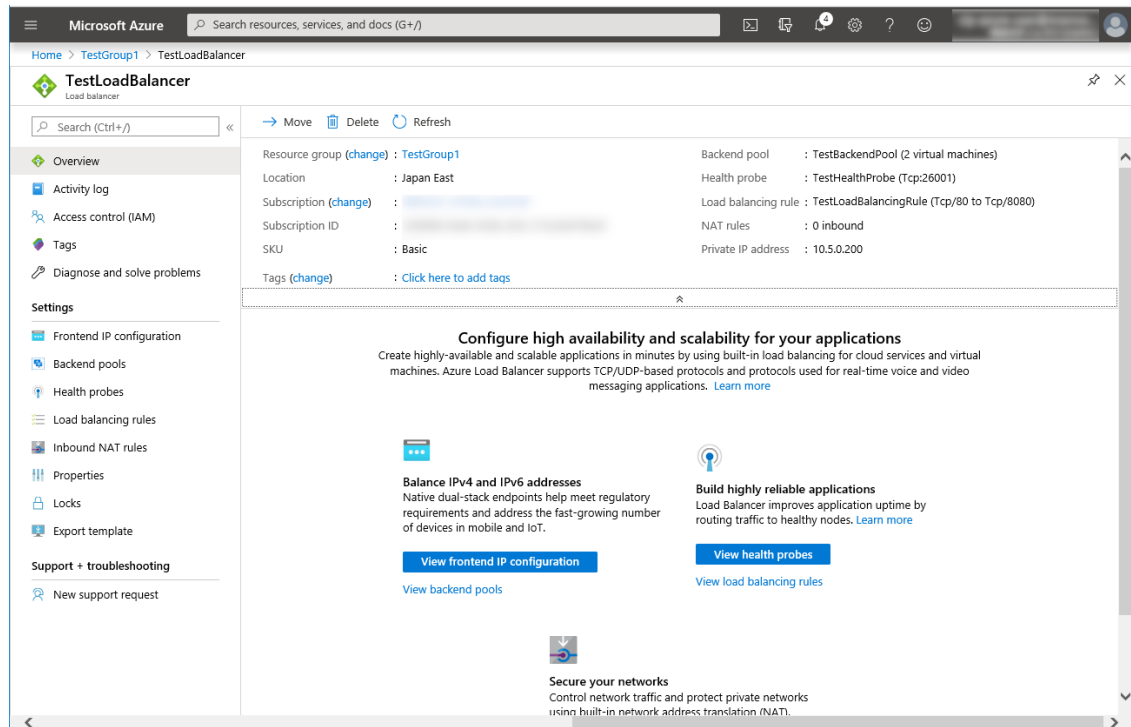 Microsoft Azure
Search resources, services, and docs (G+/)
4
Home > TestGroup1 > TestLoadBalancer
TestLoadBalancer
Load balancer
Search (Ctrl+/)
Overview
Activity log
Access control (IAM)
Tags
Diagnose and solve problems
Settings
Frontend IP configuration
Backend pools
Health probes
Load balancing rules
Inbound NAT rules
Properties
Locks
Export template
Support + troubleshooting
New support request
Move Delete Refresh
Resource group (change) : TestGroup1
Location : Japan East
Subscription (change) :
Subscription ID :
SKU : Basic
Tags (change) : Click here to add tags
Backend pool : TestBackendPool (2 virtual machines)
Health probe : TestHealthProbe (Tcp:26001)
Load balancing rule : TestLoadBalancingRule (Tcp/80 to Tcp/8080)
NAT rules : 0 inbound
Private IP address : 10.5.0.200
Configure high availability and scalability for your applications
Create highly-available and scalable applications in minutes by using built-in load balancing for cloud services and virtual
machines. Azure Load Balancer supports TCP/UDP-based protocols and protocols used for real-time voice and video
messaging applications. Learn more
Balance IPv4 and IPv6 addresses
Native dual-stack endpoints help meet regulatory
requirements and address the fast-growing number
of devices in mobile and IoT.
View frontend IP configuration
View backend pools
Build highly reliable applications
Load Balancer improves application uptime by
routing traffic to healthy nodes. Learn more
View health probes
View load balancing rules
Secure your networks
Control network traffic and protect private networks
using built-in network address translation (NAT).